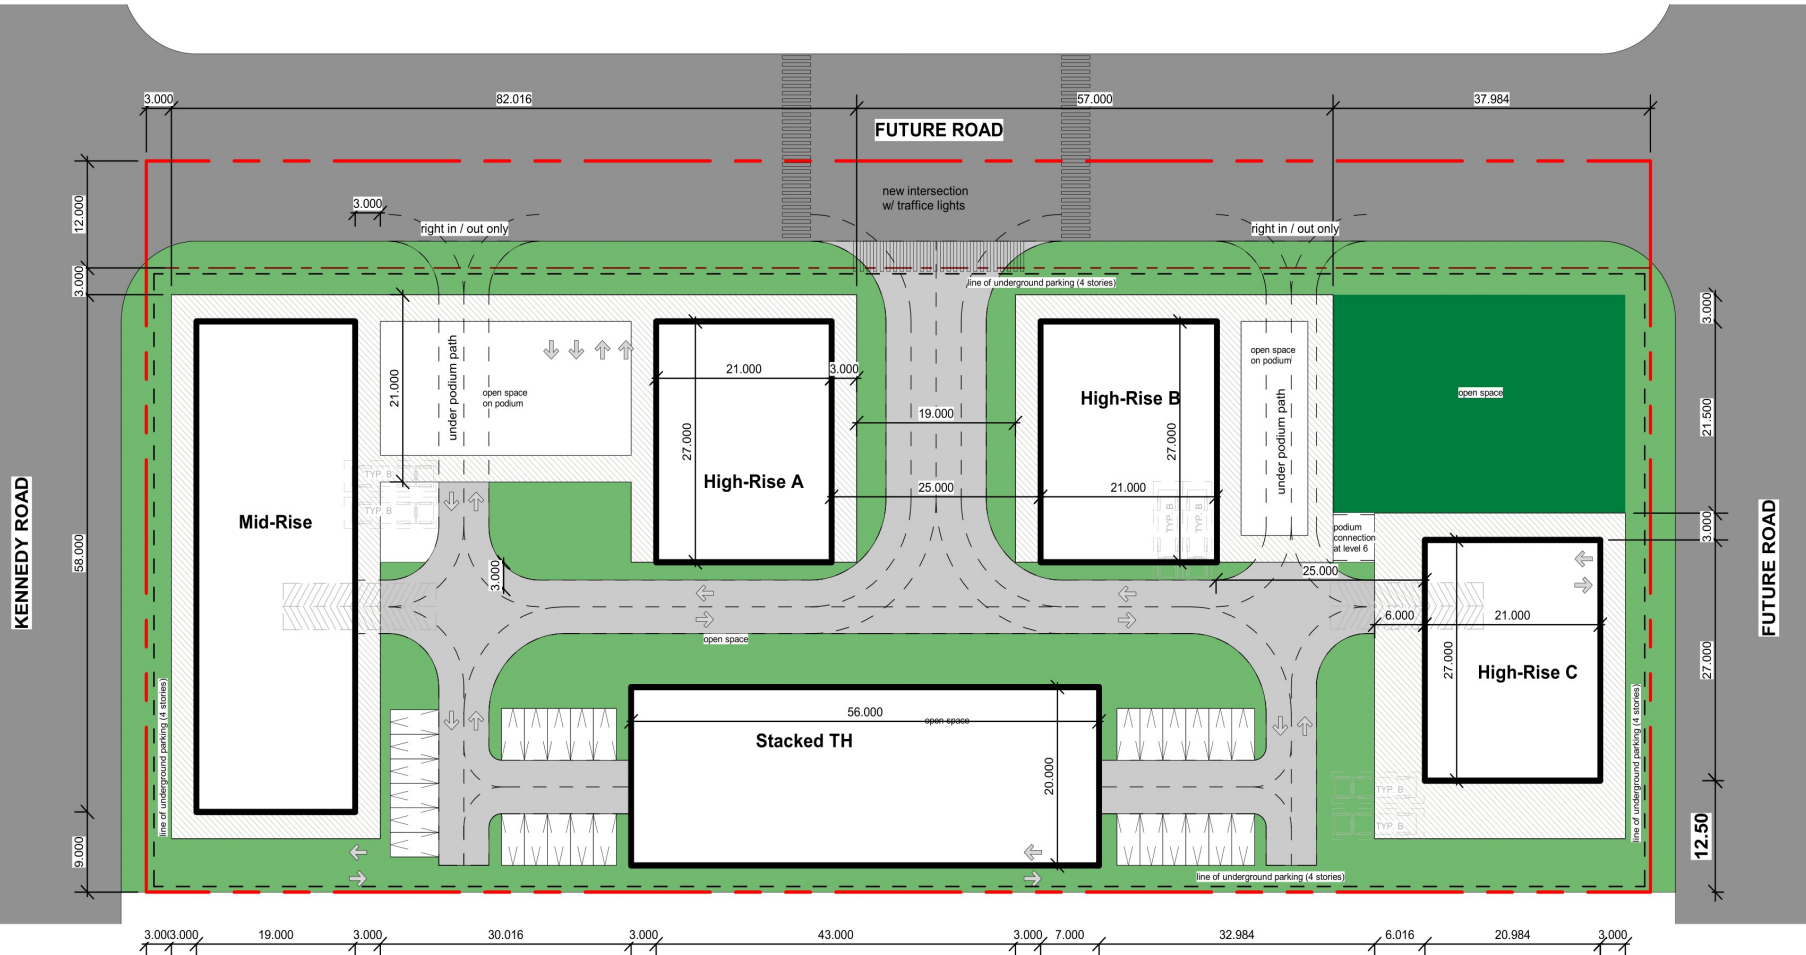 3.000
82.016
57.000
37.984
FUTURE ROAD
12.000
3.000
new intersection
w/ traffice lights
right in / out only
right in / out only
3.000
line of underground parking (4 stories)
3.000
21.000
under podium path
open space
on podium
21.000
3.000
27.000
High-Rise A
19.000
25.000
High-Rise B
27.000
21.000
open space
on podium
under podium path
open space
21.500
3.000
KENNEDY ROAD
58.000
Mid-Rise
TYP. B
TYP. B
TYP. B
TYP. B
podium
connection
at level 6
FUTURE ROAD
3.000
25.000
6.000
21.000
27.000
High-Rise C
27.000
open space
line of underground parking (4 stories)
56.000
open space
Stacked TH
20.000
TYP. B
TYP. B
line of underground parking (4 stories)
12.50
9.000
line of underground parking (4 stories)
3.000
3.000
19.000
3.000
30.016
3.000
43.000
3.000
7.000
32.984
6.016
20.984
3.000